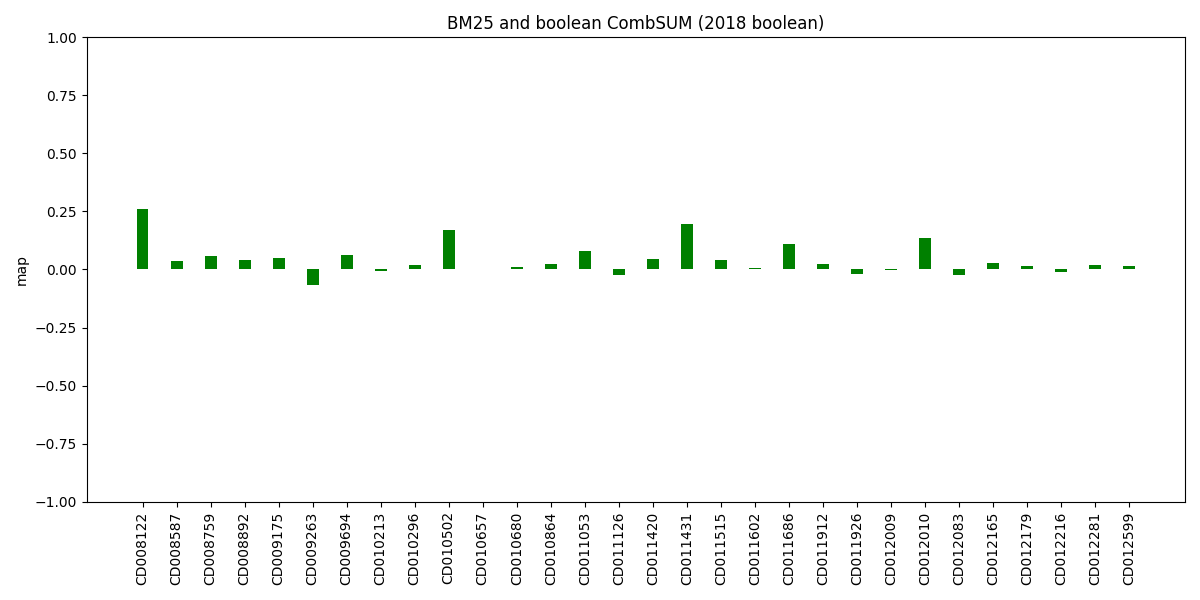 BM25 and boolean CombSUM (2018 boolean)
1.00
0.75
0.50
0.25
0.00
−0.25
−0.50
−0.75
−1.00
map
CD008122
CD008587
CD008759
CD008892
CD009175
CD009263
CD009694
CD010213
CD010296
CD010502
CD010657
CD010680
CD010864
CD011053
CD011126
CD011420
CD011431
CD011515
CD011602
CD011686
CD011912
CD011926
CD012009
CD012010
CD012083
CD012165
CD012179
CD012216
CD012281
CD012599